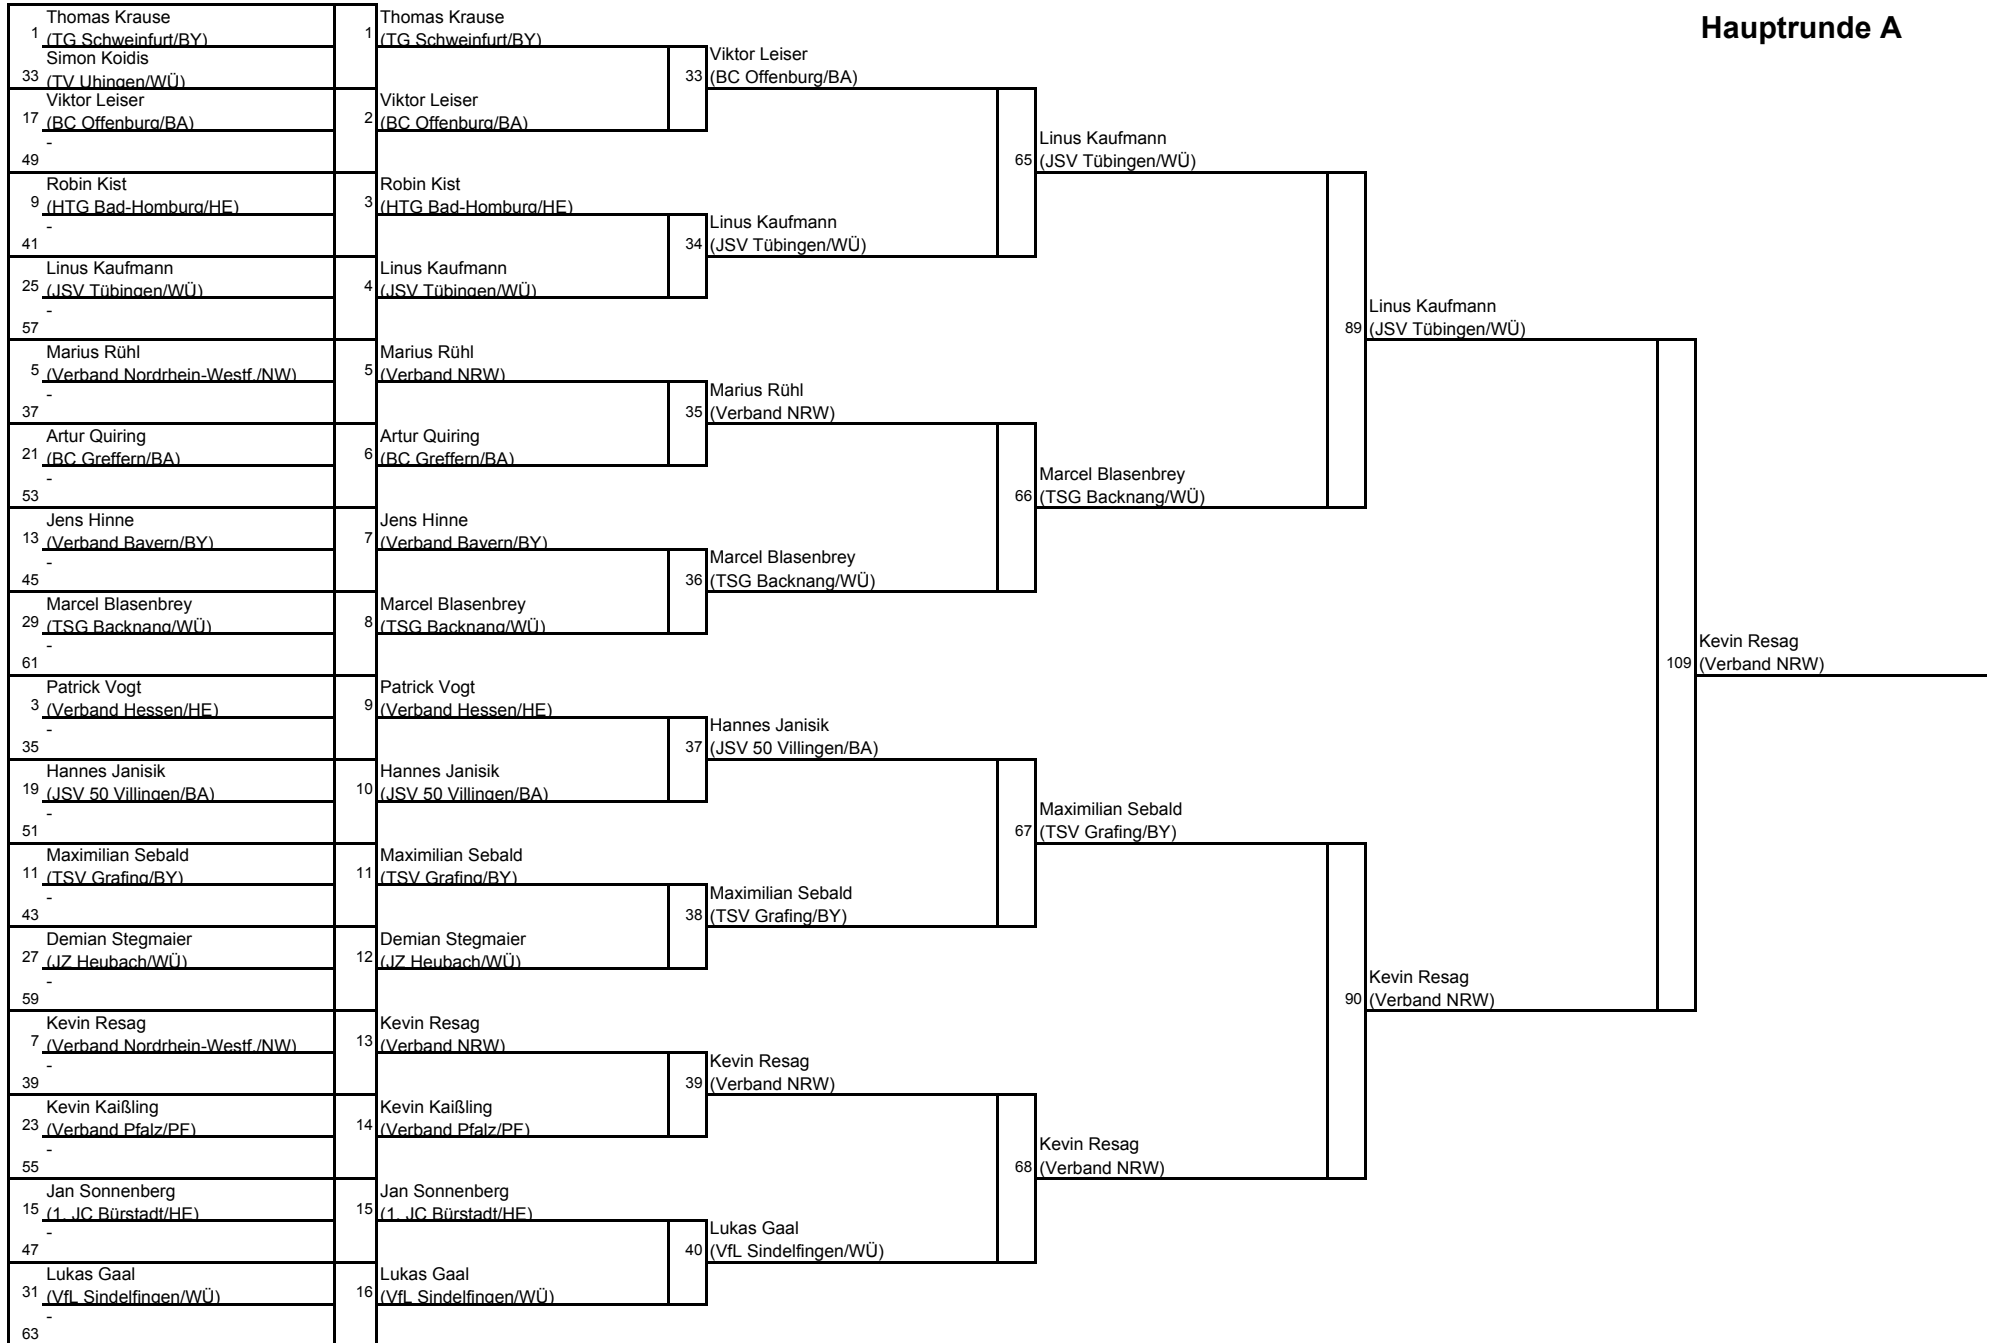 Hauptrunde A
Thomas Krause
1 (TG Schweinfurt/BY)
Simon Koidis
33 (TV Uhingen/WÜ)
Viktor Leiser
17 (BC Offenburg/BA)
-
49
Robin Kist
9 (HTG Bad-Homburg/HE)
-
41
Linus Kaufmann
25 (JSV Tübingen/WÜ)
-
57
Marius Rühl
5 (Verband Nordrhein-Westf./NW)
-
37
Artur Quiring
21 (BC Greffern/BA)
-
53
Jens Hinne
13 (Verband Bayern/BY)
-
45
Marcel Blasenbrey
29 (TSG Backnang/WÜ)
-
61
Patrick Vogt
3 (Verband Hessen/HE)
-
35
Hannes Janisik
19 (JSV 50 Villingen/BA)
-
51
Maximilian Sebald
11 (TSV Grafing/BY)
-
43
Demian Stegmaier
27 (JZ Heubach/WÜ)
-
59
Kevin Resag
7 (Verband Nordrhein-Westf./NW)
-
39
Kevin Kaißling
23 (Verband Pfalz/PF)
-
55
Jan Sonnenberg
15 (1. JC Bürstadt/HE)
-
47
Lukas Gaal
31 (VfL Sindelfingen/WÜ)
-
63
Thomas Krause
1 (TG Schweinfurt/BY)
Viktor Leiser
2 (BC Offenburg/BA)
Robin Kist
3 (HTG Bad-Homburg/HE)
Linus Kaufmann
4 (JSV Tübingen/WÜ)
Marius Rühl
5 (Verband NRW)
Artur Quiring
6 (BC Greffern/BA)
Jens Hinne
7 (Verband Bayern/BY)
Marcel Blasenbrey
8 (TSG Backnang/WÜ)
Patrick Vogt
9 (Verband Hessen/HE)
Hannes Janisik
10 (JSV 50 Villingen/BA)
Maximilian Sebald
11 (TSV Grafing/BY)
Demian Stegmaier
12 (JZ Heubach/WÜ)
Kevin Resag
13 (Verband NRW)
Kevin Kaißling
14 (Verband Pfalz/PF)
Jan Sonnenberg
15 (1. JC Bürstadt/HE)
Lukas Gaal
16 (VfL Sindelfingen/WÜ)
Viktor Leiser
33 (BC Offenburg/BA)
Linus Kaufmann
34 (JSV Tübingen/WÜ)
Marius Rühl
35 (Verband NRW)
Marcel Blasenbrey
36 (TSG Backnang/WÜ)
Hannes Janisik
37 (JSV 50 Villingen/BA)
Maximilian Sebald
38 (TSV Grafing/BY)
Kevin Resag
39 (Verband NRW)
Lukas Gaal
40 (VfL Sindelfingen/WÜ)
Linus Kaufmann
65 (JSV Tübingen/WÜ)
Marcel Blasenbrey
66 (TSG Backnang/WÜ)
Maximilian Sebald
67 (TSV Grafing/BY)
Kevin Resag
68 (Verband NRW)
Linus Kaufmann
89 (JSV Tübingen/WÜ)
Kevin Resag
90 (Verband NRW)
Kevin Resag
109 (Verband NRW)